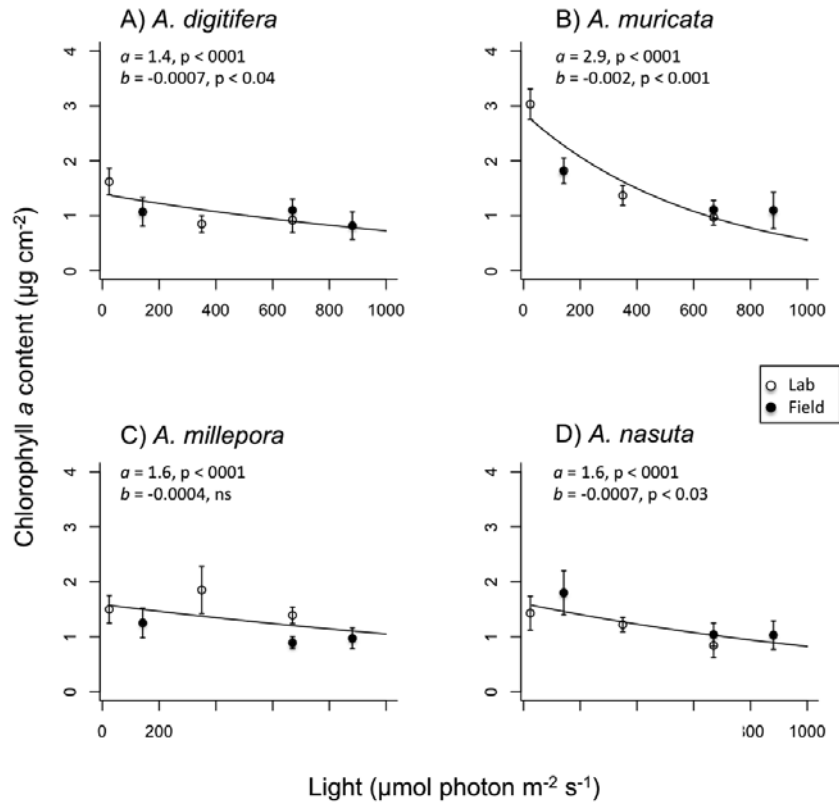 A) A. digitifera
a = 1.4, p < 0001
b = -0.0007, p < 0.04
4
3
2
1
0
0 200 400 600 800 1000
B) A. muricata
a = 2.9, p < 0001
b = -0.002, p < 0.001
4
3
2
1
0
0 200 400 600 800 1000
Lab
Field
Chlorophyll a content (µg cm-2)
C) A. millepora
a = 1.6, p < 0001
b = -0.0004, ns
4
3
2
1
0
0 200
D) A. nasuta
a = 1.6, p < 0001
b = -0.0007, p < 0.03
4
3
2
1
0
1000
Light (µmol photon m-2 s-1)